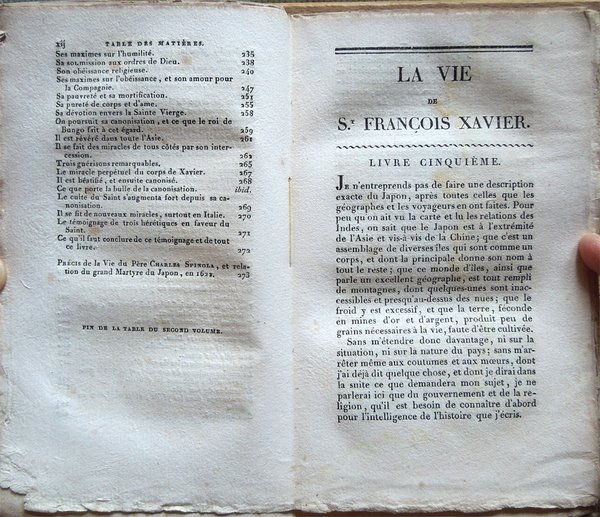 xij TABLE DES MATIÈRES.
Ses maximes sur l'humilité. 235
Sa soumission aux ordres de Dieu. 238
Son obéissance religieuse. 240
Ses maximes sur l'obéissance, et son amour pour
la Compagnie. 247
Sa pauvreté et sa mortification. 251
Sa pureté de corps et d'ame. 255
Sa dévotion envers la Sainte Vierge. 258
On poursuit sa canonisation, et ce que le roi de
Bungo fait à cet égard. 259
Il est révéré dans toute l'Asie. 261
Il se fait des miracles de tous côtés par son inter-
cession. 262
Trois guérisons remarquables. 265
Le miracle perpétuel du corps de Xavier. 267
Il est béatifié, et ensuite canonisé. 268
Ce que porte la bulle de la canonisation. ibid.
Le culte du Saint s'augmenta fort depuis sa ca-
nonisation. 269
Il se fit de nouveaux miracles, surtout en Italie. 270
Le témoignage de trois hérétiques en faveur du
Saint. 271
Ce qu'il faut conclure de ce témoignage et de tout
ce livre. 272
PRÉCIS de la Vie du Père CHARLES SPINOLA, et rela-
tion du grand Martyre du Japon, en 1622. 273
FIN DE LA TABLE DU SECOND VOLUME.
LA VIE
DE
S.T FRANÇOIS XAVIER.
LIVRE CINQUIÈME.
JE n'entreprends pas de faire une description
exacte du Japon, après toutes celles que les
géographes et les voyageurs en ont faites. Pour
peu qu'on ait vu la carte et lu les relations des
Indes, on sait que le Japon est à l'extrémité
de l'Asie et vis-à-vis de la Chine; que c'est un
assemblage de diverses îles qui sont comme un
corps, et dont la principale donne son nom à
tout le reste; que ce monde d'îles, ainsi que
parle un excellent géographe, est tout rempli
de montagnes, dont quelques-unes sont inac-
cessibles et presqu'au-dessus des nues; que le
froid y est excessif, et que la terre, féconde
en mines d'or et d'argent, produit peu de
grains nécessaires à la vie, faute d'être cultivée.
Sans m'étendre donc davantage, ni sur la
situation, ni sur la nature du pays; sans m'ar-
rêter même aux coutumes et aux mœurs, dont
j'ai déjà dit quelque chose, et dont je dirai dans
la suite ce que demandera mon sujet, je ne
parlerai ici que du gouvernement et de la re-
ligion, qu'il est besoin de connaître d'abord
pour l'intelligence de l'histoire que j'écris.